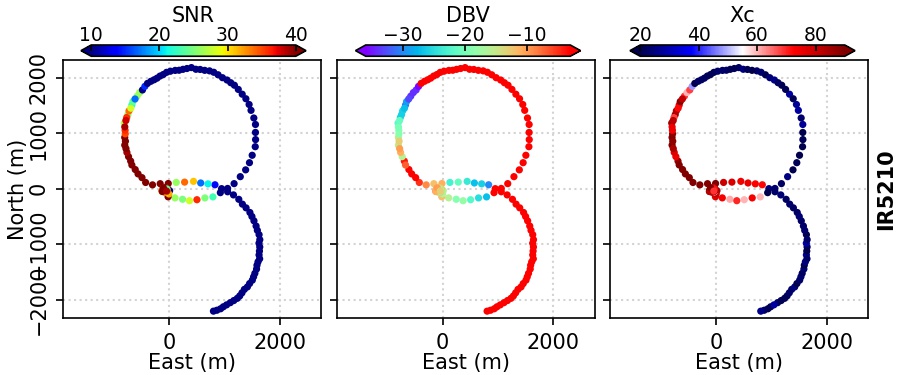 SNR
DBV
Xc
10 20 30 40
−30 −20 −10
20 40 60 80
North (m)
2000
1000
0
−1000
−2000
0 2000
0 2000
0 2000
East (m)
East (m)
East (m)
IR5210